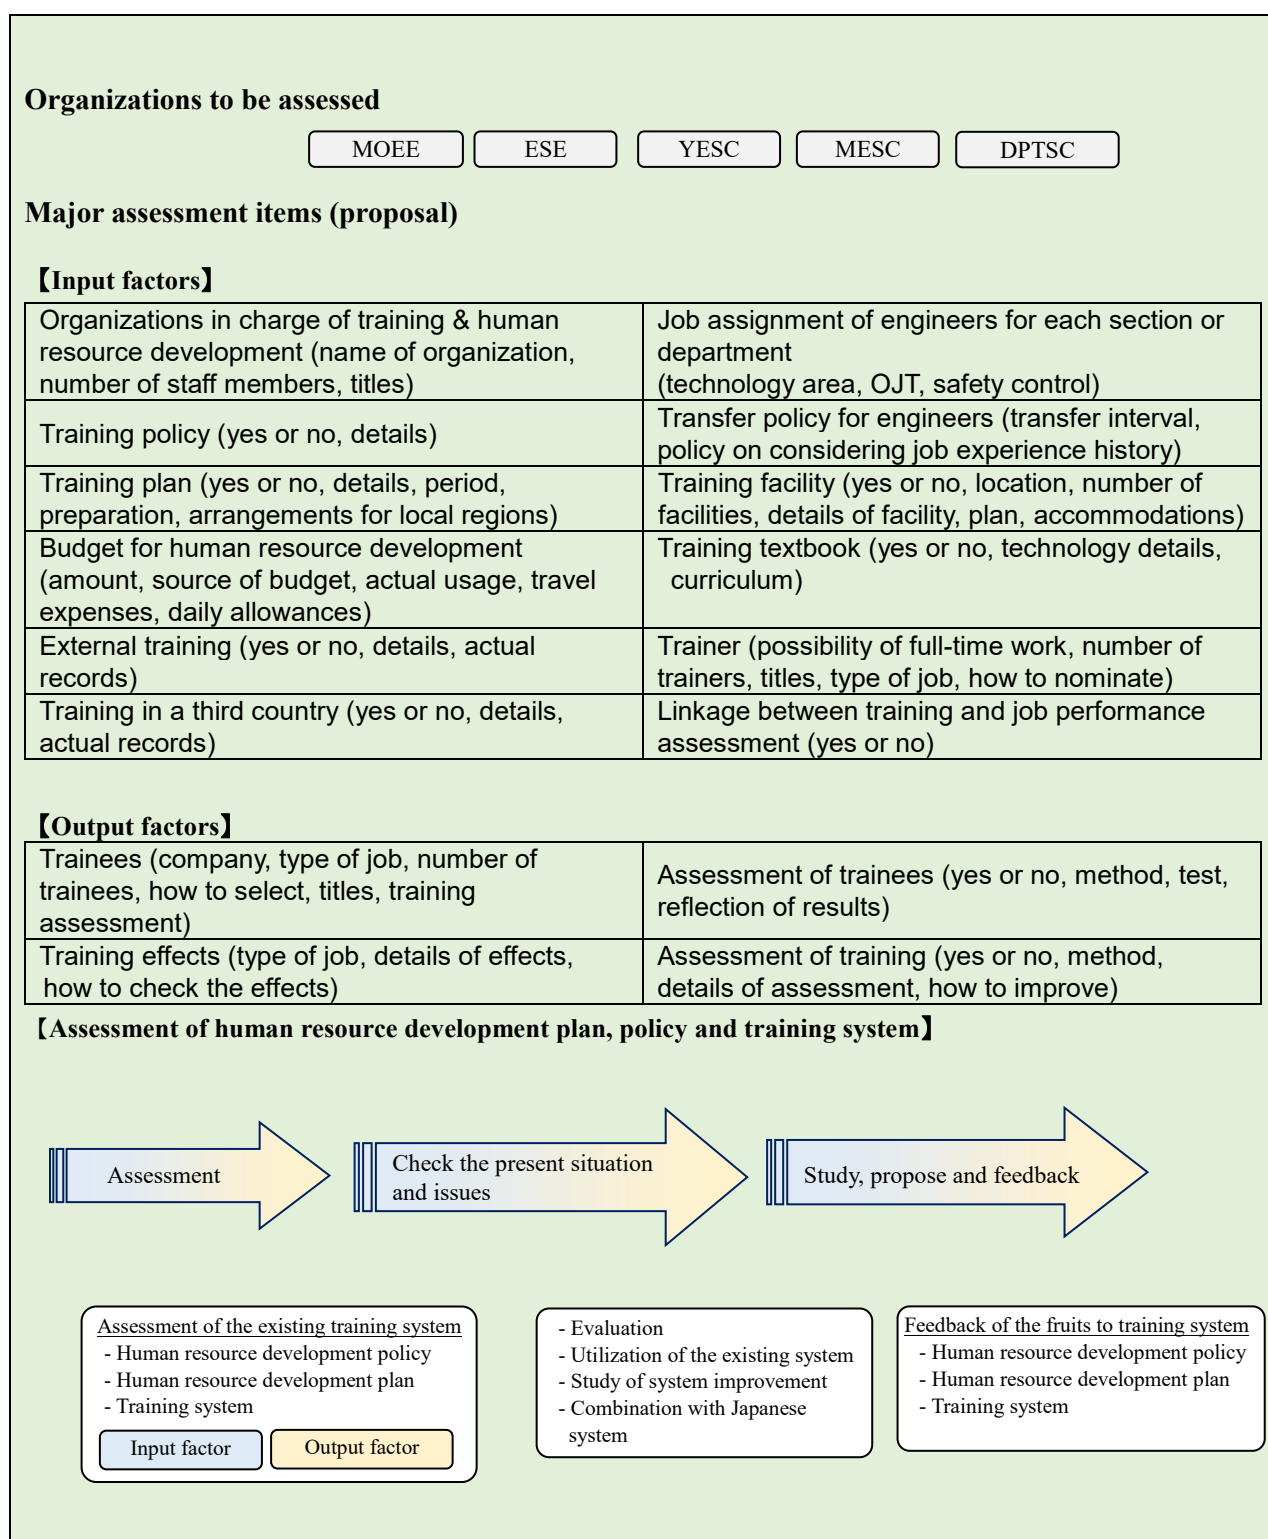 Organizations to be assessed
MOEE
ESE
YESC
MESC
DPTSC
Major assessment items (proposal)
【Input factors】
Organizations in charge of training & human
resource development (name of organization,
number of staff members, titles)
Job assignment of engineers for each section or
department
(technology area, OJT, safety control)
Training policy (yes or no, details)
Transfer policy for engineers (transfer interval,
policy on considering job experience history)
Training plan (yes or no, details, period,
preparation, arrangements for local regions)
Training facility (yes or no, location, number of
facilities, details of facility, plan, accommodations)
Budget for human resource development
(amount, source of budget, actual usage, travel
expenses, daily allowances)
Training textbook (yes or no, technology details,
curriculum)
External training (yes or no, details, actual
records)
Trainer (possibility of full-time work, number of
trainers, titles, type of job, how to nominate)
Training in a third country (yes or no, details,
actual records)
Linkage between training and job performance
assessment (yes or no)
【Output factors】
Trainees (company, type of job, number of
trainees, how to select, titles, training
assessment)
Assessment of trainees (yes or no, method, test,
reflection of results)
Training effects (type of job, details of effects,
how to check the effects)
Assessment of training (yes or no, method,
details of assessment, how to improve)
【Assessment of human resource development plan, policy and training system】
Assessment
Check the present situation
and issues
Study, propose and feedback
Assessment of the existing training system
- Human resource development policy
- Human resource development plan
- Training system
Input factor
Output factor
- Evaluation
- Utilization of the existing system
- Study of system improvement
- Combination with Japanese
system
Feedback of the fruits to training system
- Human resource development policy
- Human resource development plan
- Training system